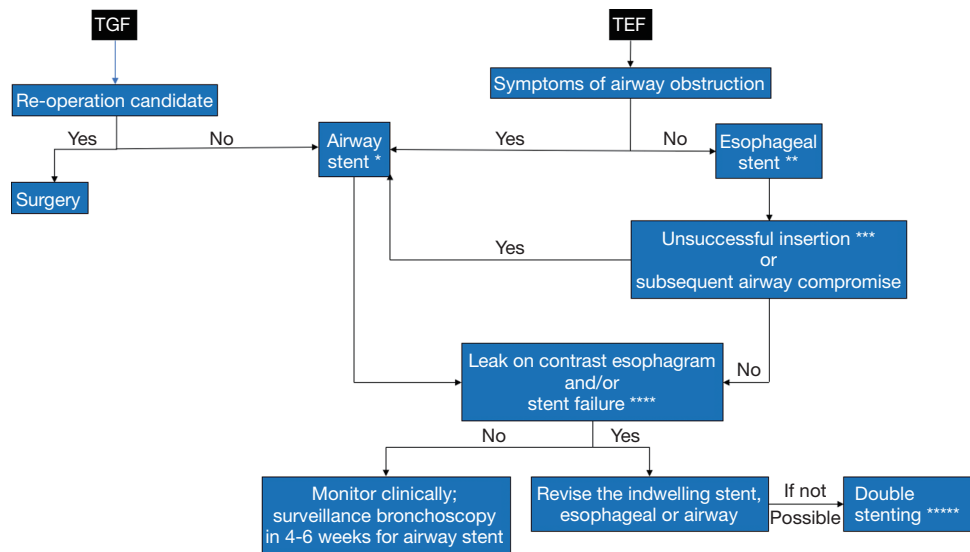 TGF
TEF
Re-operation candidate
Symptoms of airway obstruction
Yes
No
Airway
stent *
Yes
No
Esophageal
stent **
Surgery
Yes
Unsuccessful insertion ***
or
subsequent airway compromise
Leak on contrast esophagram
and/or
stent failure ****
No
No
Yes
Monitor clinically;
surveillance bronchoscopy
in 4-6 weeks for airway stent
Revise the indwelling stent,
esophageal or airway
If not
Possible
Double
stenting *****